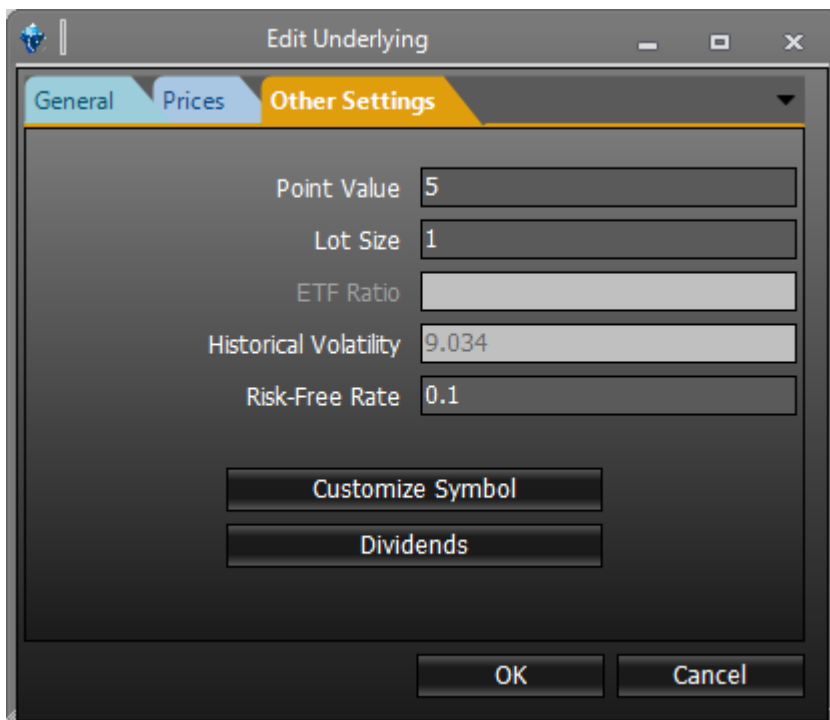 Edit Underlying
General Prices Other Settings
Point Value 5
Lot Size 1
ETF Ratio
Historical Volatility 9.034
Risk-Free Rate 0.1
Customize Symbol
Dividends
OK Cancel